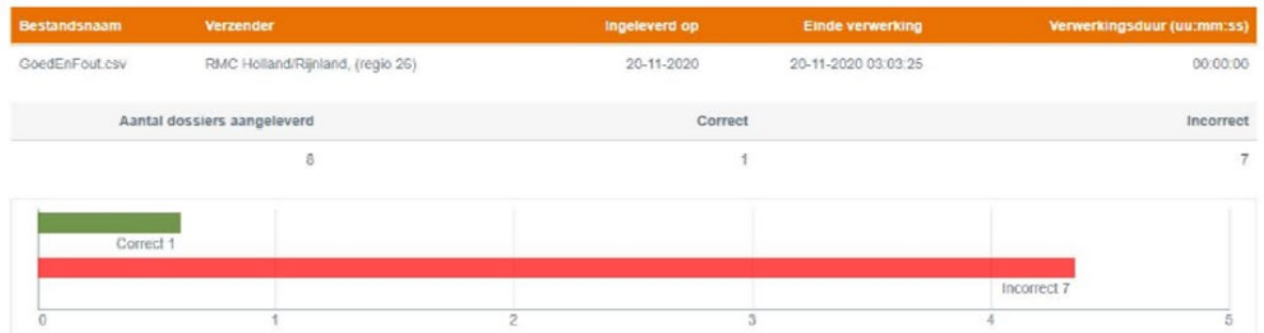 Bestandsnaam Verzender Ingeleverd op Einde verwerking Verwerkingsduur (uu:mm:ss)
GoedEnFout.csv RMC Holland/Rijnland, (regio 26) 20-11-2020 20-11-2020 03:03:25 00:00:00
Aantal dossiers aangeleverd Correct Incorrect
8 1 7
Correct 1
Incorrect 7
0 1 2 3 4 5